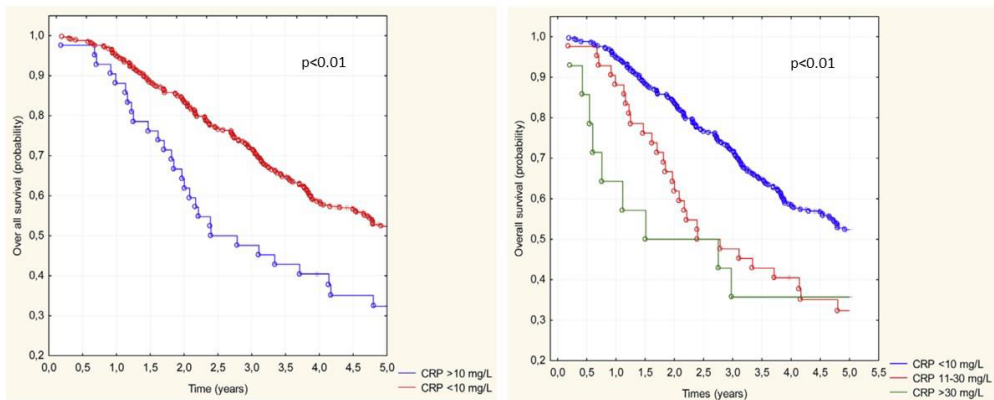 1,0
0,9
0,8
0,7
0,6
0,5
0,4
0,3
0,2
Over all survival (probability)
p<0.01
0,0 0,5 1,0 1,5 2,0 2,5 3,0 3,5 4,0 4,5 5,0
Time (years)
CRP >10 mg/L
CRP <10 mg/L
1,0
0,9
0,8
0,7
0,6
0,5
0,4
0,3
0,2
Overall survival (probability)
p<0.01
0,0 0,5 1,0 1,5 2,0 2,5 3,0 3,5 4,0 4,5 5,0 5,5
Times (years)
CRP <10 mg/L
CRP 11-30 mg/L
CRP >30 mg/L